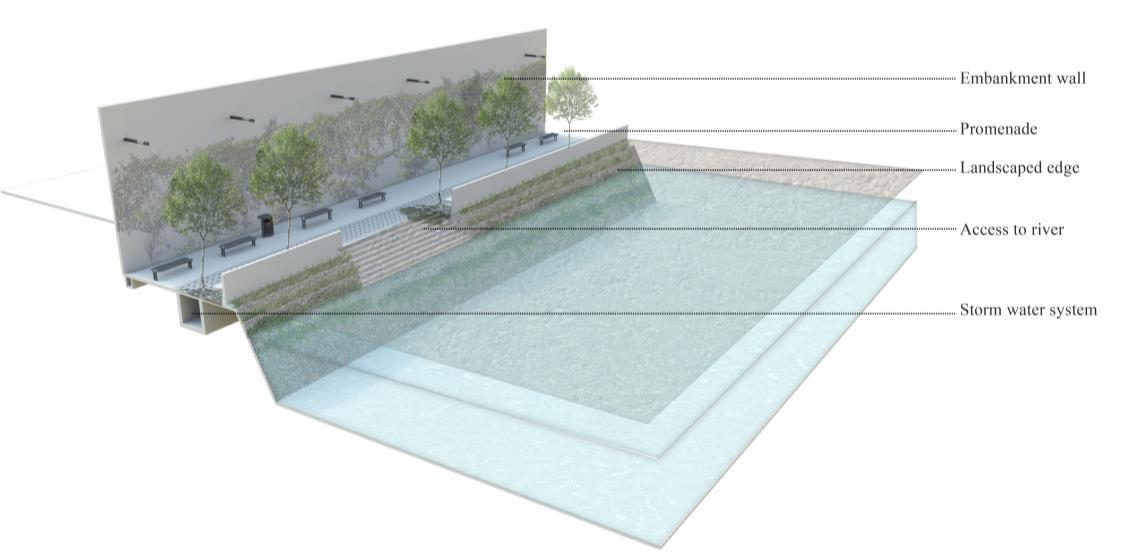 Embankment wall
Promenade
Landscaped edge
Access to river
Storm water system